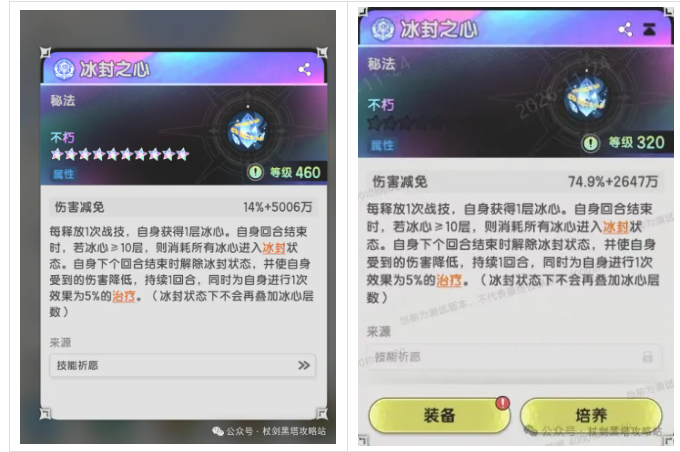 冰封之心
秘法
不朽
属性
等级 460
伤害减免 14%+5006万
每释放1次战技，自身获得1层冰心。自身回合结束
时，若冰心≥10层，则消耗所有冰心进入冰封状
态。自身下个回合结束时解除冰封状态，并使自身
受到的伤害降低，持续1回合，同时为自身进行1次
效果为5%的治疗。（冰封状态下不会再叠加冰心层
数）
来源
技能祈愿
公众号·杖剑黑塔攻略站
冰封之心
秘法
不朽
属性
等级 320
伤害减免 74.9%+2647万
每释放1次战技，自身获得1层冰心。自身回合结束
时，若冰心≥10层，则消耗所有冰心进入冰封状
态。自身下个回合结束时解除冰封状态，并使自身
受到的伤害降低，持续1回合，同时为自身进行1次
效果为5%的治疗。（冰封状态下不会再叠加冰心层
数）
来源
技能祈愿
装备
培养
公众号·杖剑黑塔攻略站